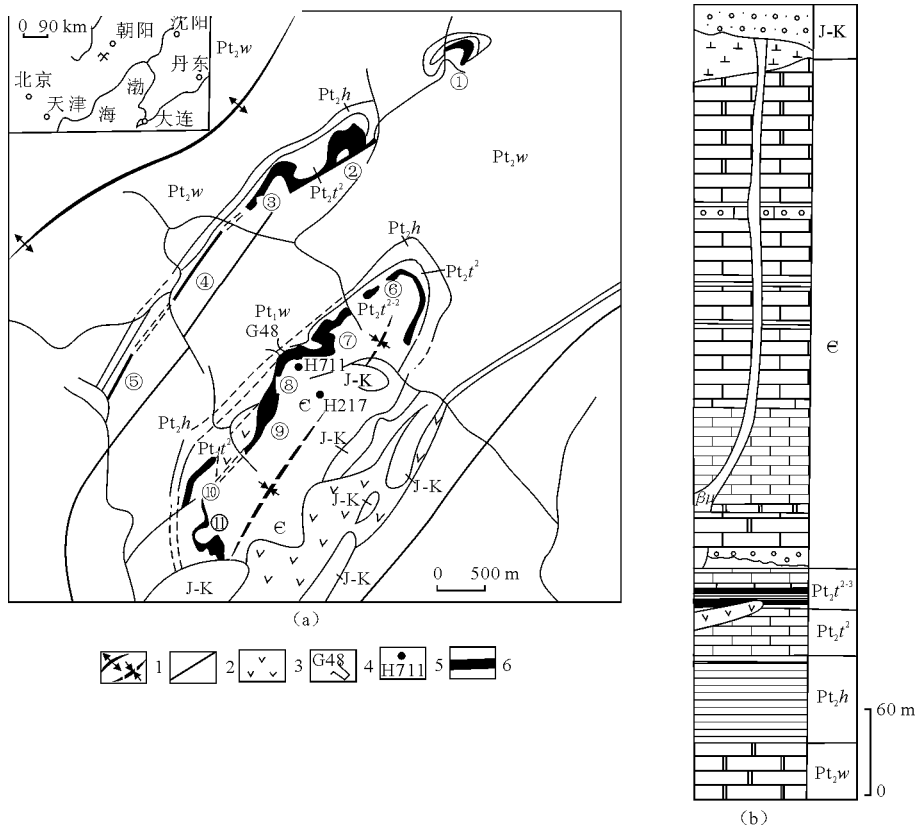 0 90 km
朝阳
沈阳
北京
渤
丹东
天津
海
大连
Pt₂w
①
Pt₂h
Pt₂w
②
Pt₂t²
Pt₂w
③
Pt₂h
④
Pt₂t²
⑥
Pt₂t²⁻²
Pt₁w
G48
⑦
H711
⑤
⑧
J-K
Є
H217
⑨
Pt₂h
J-K
Pt₂t²
J-K
⑩
J-K
⑪
Є
J-K
J-K
0 500 m
(a)
1
2
3
G48
4
H711
5
6
J-K
Є
βμ
Pt₂t²⁻³
Pt₂t²
Pt₂h
60 m
Pt₂w
0
(b)